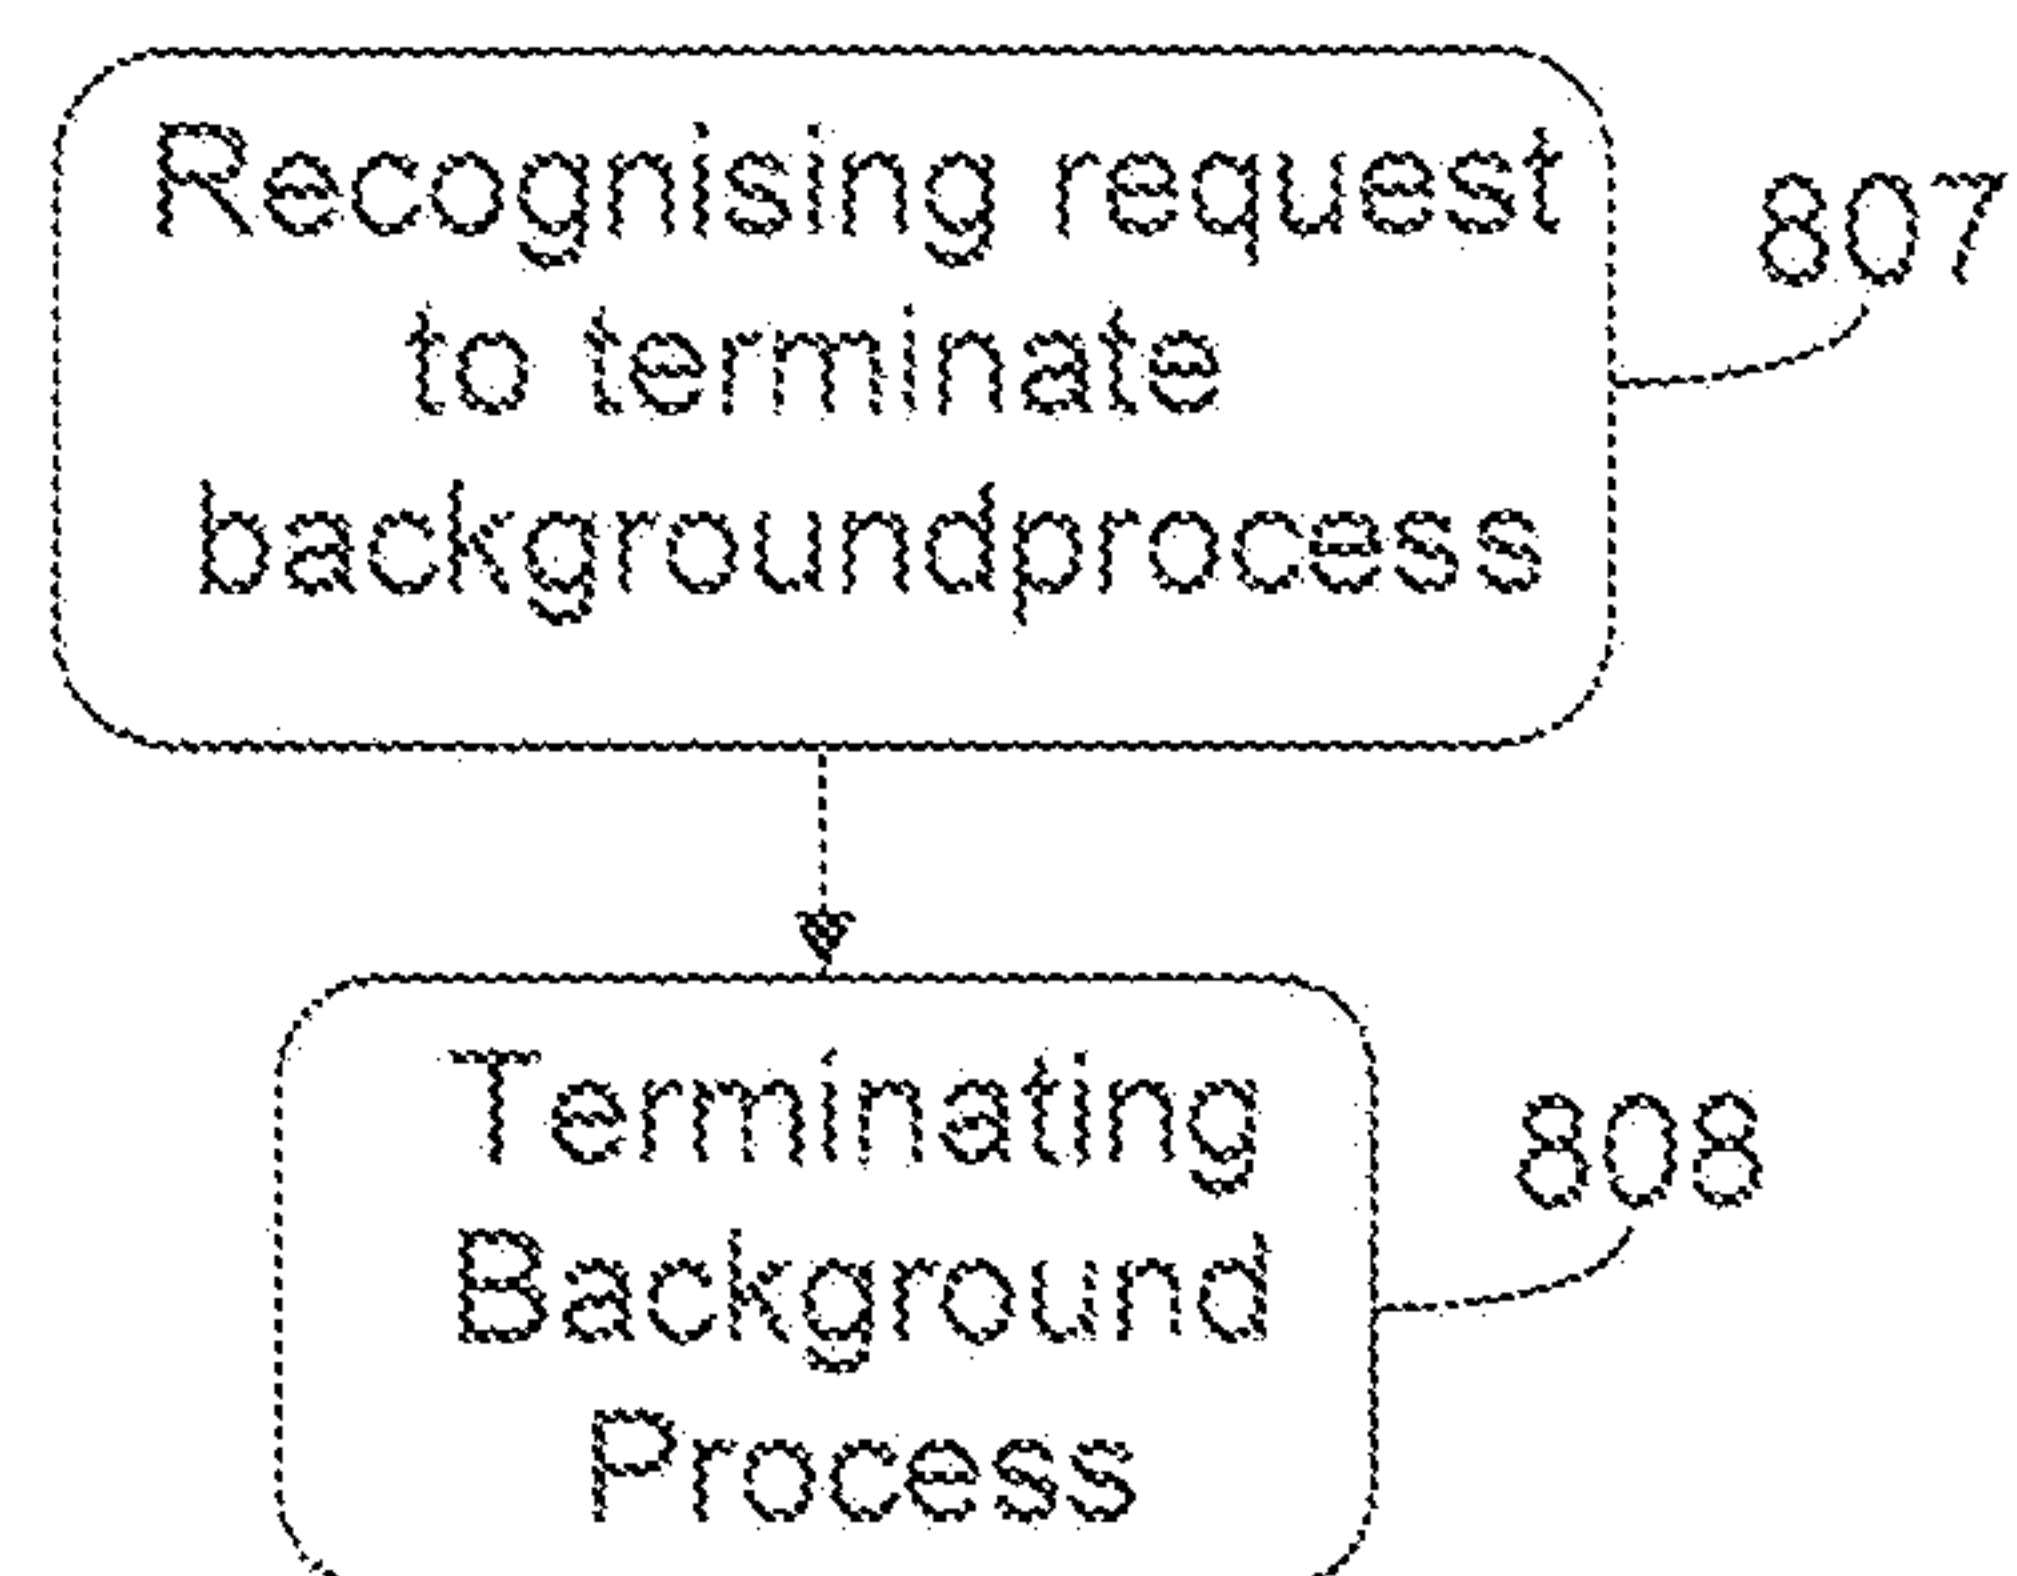 Recognising request
to terminate
backgroundprocess
807
Terminating
Background
Process
808